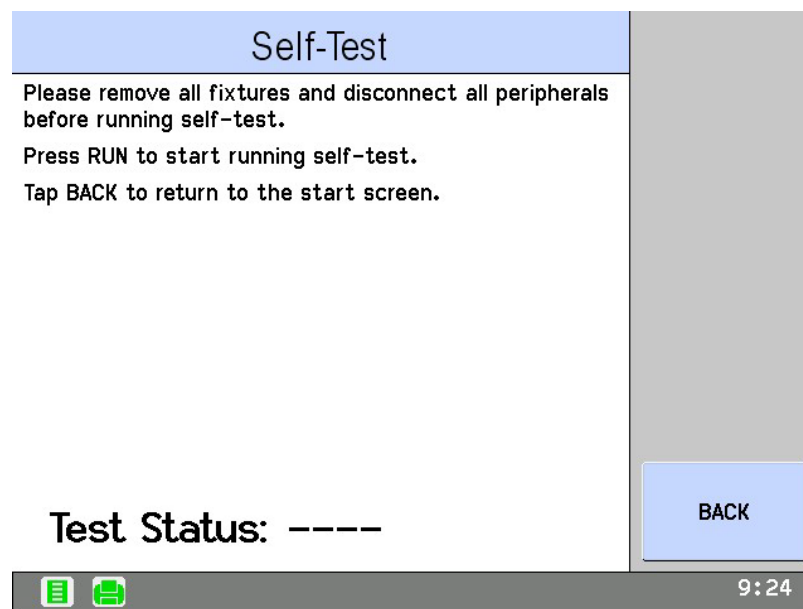 Self-Test
Please remove all fixtures and disconnect all peripherals
before running self-test.
Press RUN to start running self-test.
Tap BACK to return to the start screen.
Test Status: ----
BACK
9:24